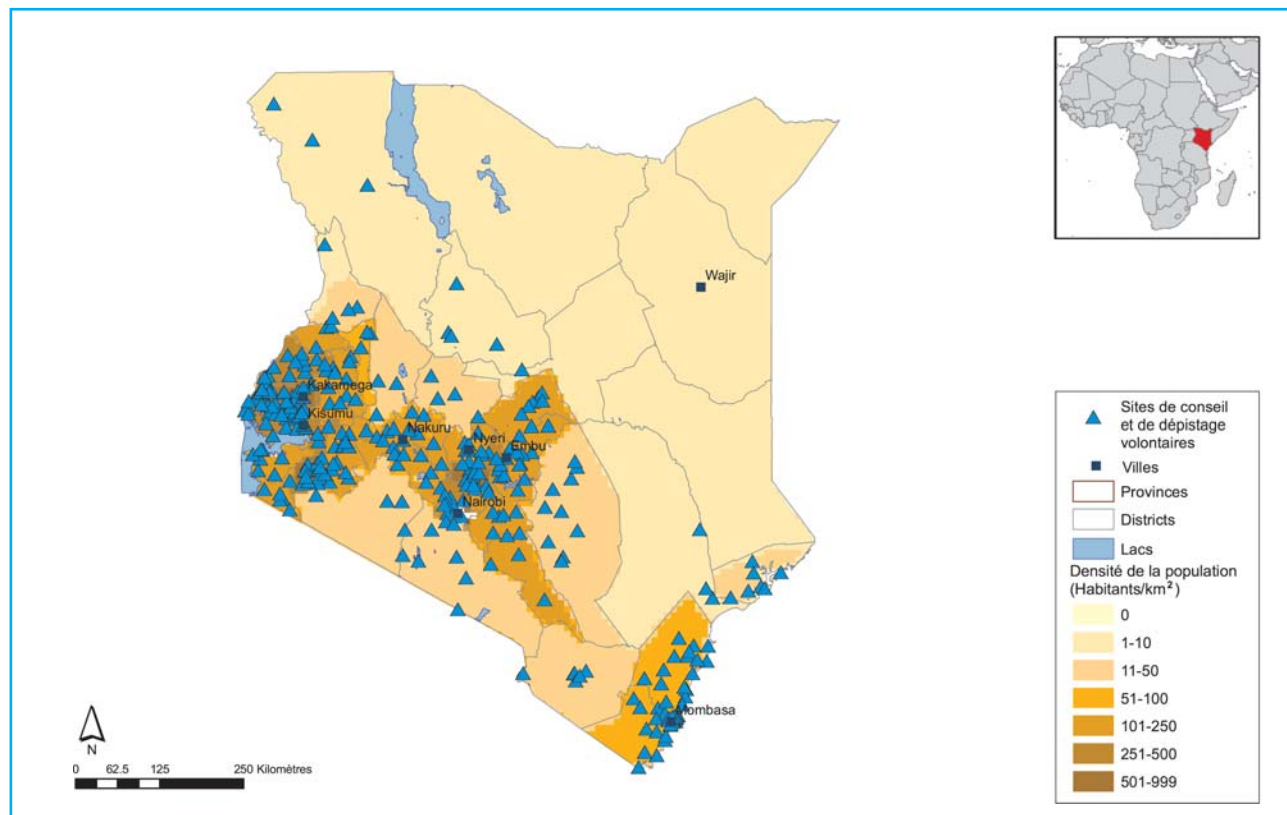 Wajir
Kakamega
Kisumu
Nakuru
Nyeri
Embu
Nairobi
Mombasa
N
0 62.5 125 250 Kilomètres
Sites de conseil
et de dépistage
volontaires
Villes
Provinces
Districts
Lacs
Densité de la population
(Habitants/km²)
0
1-10
11-50
51-100
101-250
251-500
501-999